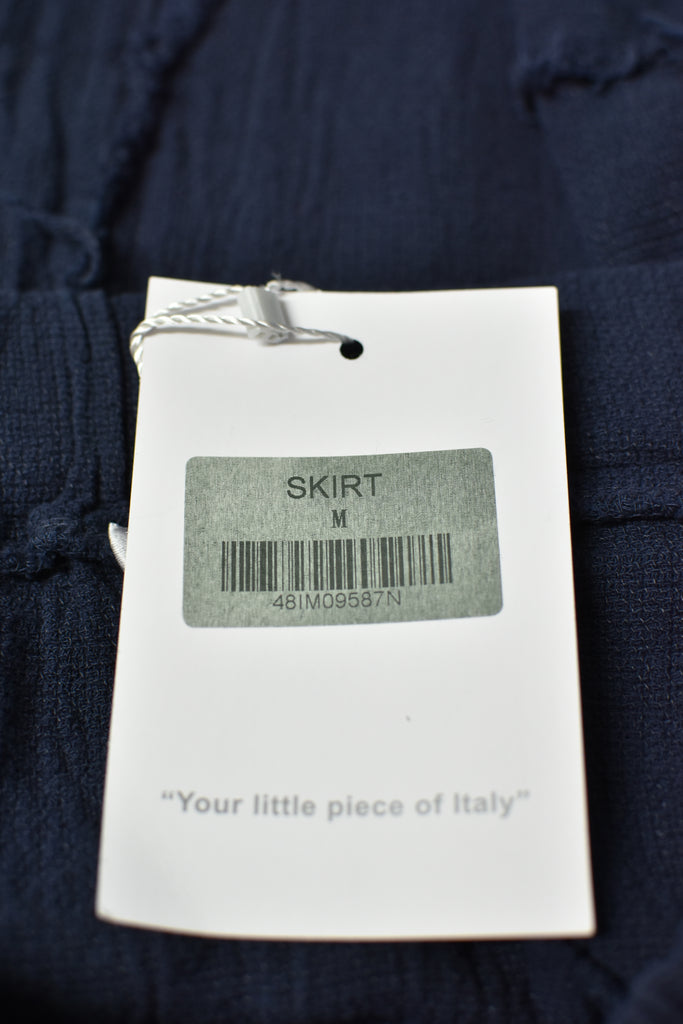 SKIRT
M
48IM09587N
“Your little piece of Italy”